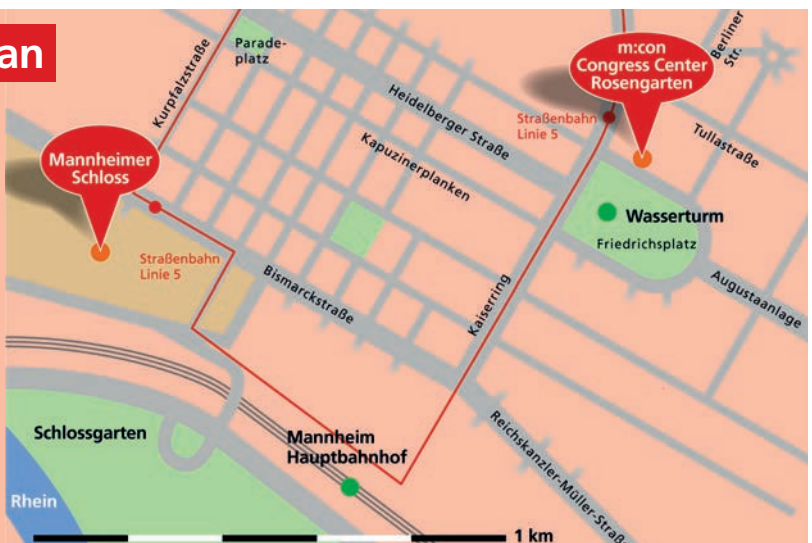 an
Parade-
platz
Kurpfalzstraße
Heidelberger Straße
Kapuzinerplanken
m:con
Congress Center
Rosengarten
Berliner
Str.
Straßenbahn
Linie 5
Tullastraße
Mannheimer
Schloss
Wasserturm
Friedrichsplatz
Straßenbahn
Linie 5
Bismarckstraße
Kaiserring
Augustaanlage
Schlossgarten
Mannheim
Hauptbahnhof
Reichskanzler-Müller-Straß
Rhein
1 km